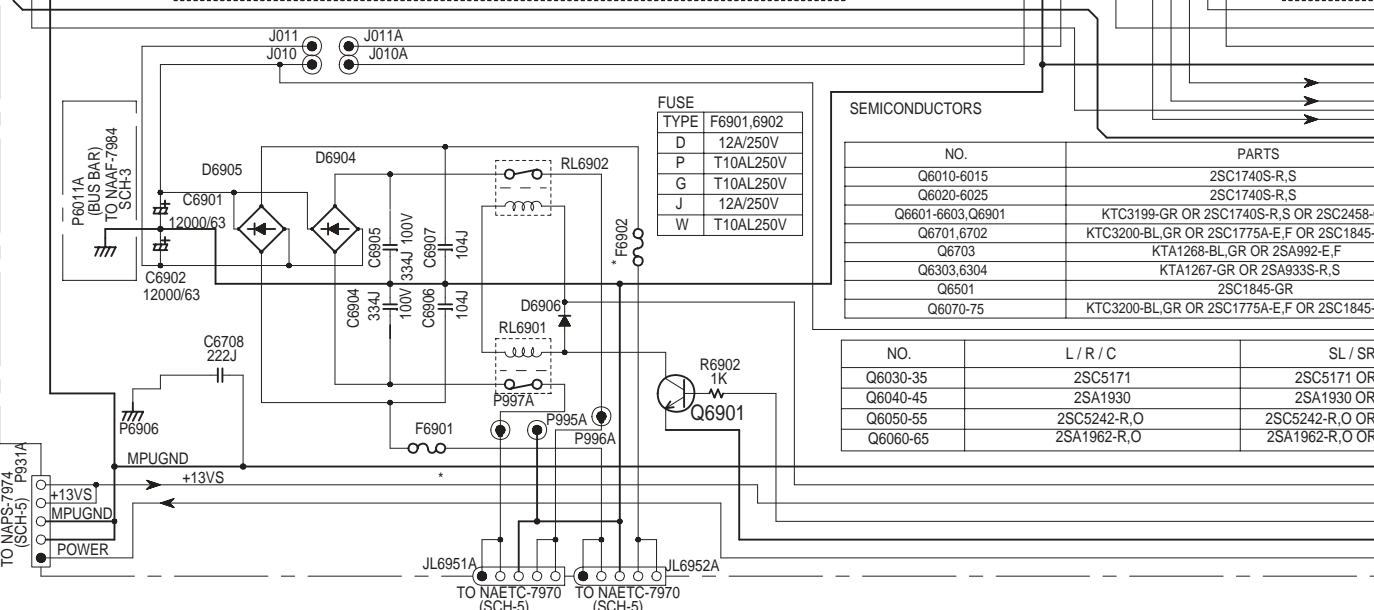 J011
J011A
J010
J010A
P6011A
(BUS BAR)
TO NAAF-7984
SCH-3
D6905
D6904
C6901
12000/63
C6902
12000/63
C6905
334J 100V
C6907
104J
C6904
334J
100V
C6906
104J
RL6902
RL6901
D6906
F6902
*
FUSE
TYPE F6901,6902
D 12A/250V
P T10AL250V
G T10AL250V
J 12A/250V
W T10AL250V
SEMICONDUCTORS
NO. PARTS
Q6010-6015 2SC1740S-R,S
Q6020-6025 2SC1740S-R,S
Q6601-6603,Q6901 KTC3199-GR OR 2SC1740S-R,S OR 2SC2458-
Q6701,6702 KTC3200-BL,GR OR 2SC1775A-E,F OR 2SC1845-
Q6703 KTA1268-BL,GR OR 2SA992-E,F
Q6303,6304 KTA1267-GR OR 2SA933S-R,S
Q6501 2SC1845-GR
Q6070-75 KTC3200-BL,GR OR 2SC1775A-E,F OR 2SC1845-
NO. L / R / C SL / SR
Q6030-35 2SC5171 2SC5171 OR
Q6040-45 2SA1930 2SA1930 OR
Q6050-55 2SC5242-R,O 2SC5242-R,O OR
Q6060-65 2SA1962-R,O 2SA1962-R,O OR
C6708
222J
P6906
R6902
1K
Q6901
P997A
P995A
P996A
F6901
*
MPUGND
+13VS
P931A
TO NAPS-7974
(SCH-5)
+13VS
MPUGND
POWER
JL6951A
JL6952A
TO NAETC-7970
(SCH-5)
TO NAETC-7970
(SCH-5)